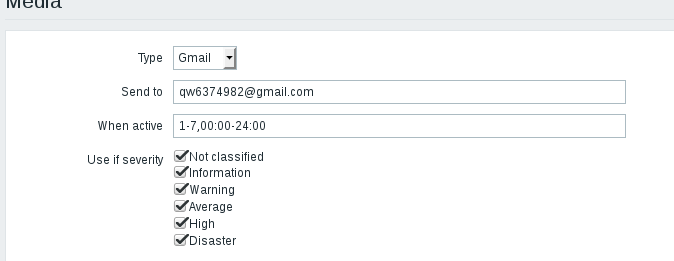 Media
Type Gmail
Send to qw6374982@gmail.com
When active 1-7,00:00-24:00
Use if severity Not classified
Information
Warning
Average
High
Disaster